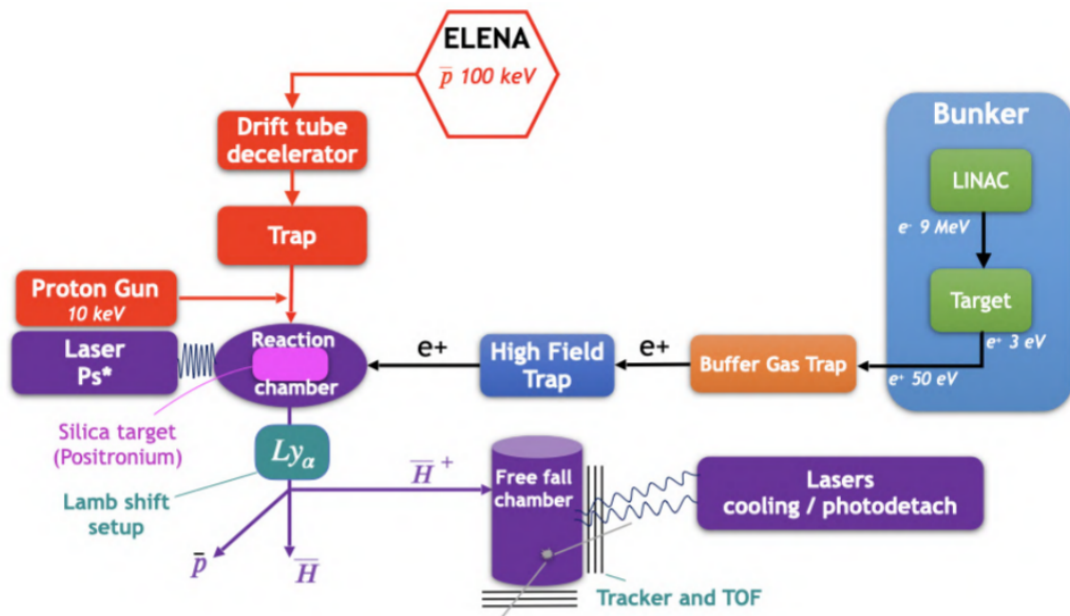 ELENA
p̅ 100 keV
Drift tube
decelerator
Trap
Proton Gun
10 keV
Laser
Ps*
Reaction
chamber
Silica target
(Positronium)
Lyα
Lamb shift
setup
p̅
H̅
H̅ +
e+
High Field
Trap
e+
Buffer Gas Trap
Bunker
LINAC
e- 9 MeV
Target
e+ 3 eV
e+ 50 eV
Free fall
chamber
Lasers
cooling / photodetach
Tracker and TOF